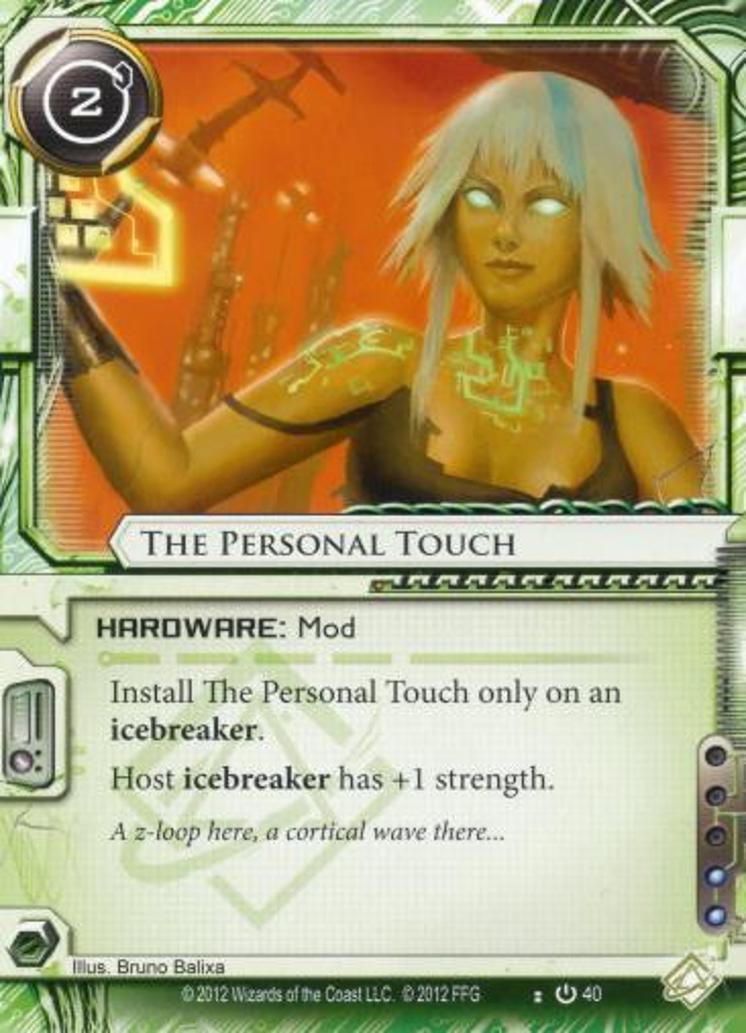 2
THE PERSONAL TOUCH
HARDWARE: Mod
Install The Personal Touch only on an
icebreaker.
Host icebreaker has +1 strength.
A z-loop here, a cortical wave there...
Illus. Bruno Balixa
© 2012 Wizards of the Coast LLC. © 2012 FFG 40